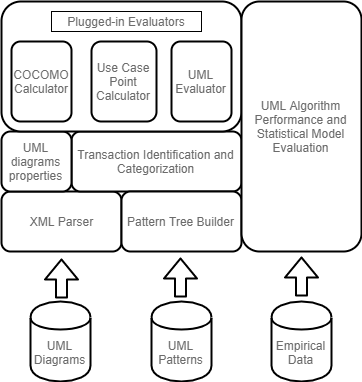 Plugged-in Evaluators
COCOMO
Calculator
Use Case
Point
Calculator
UML
Evaluator
UML Algorithm
Performance and
Statistical Model
Evaluation
UML
diagrams
properties
Transaction Identification and
Categorization
XML Parser
Pattern Tree Builder
UML
Diagrams
UML
Patterns
Empirical
Data